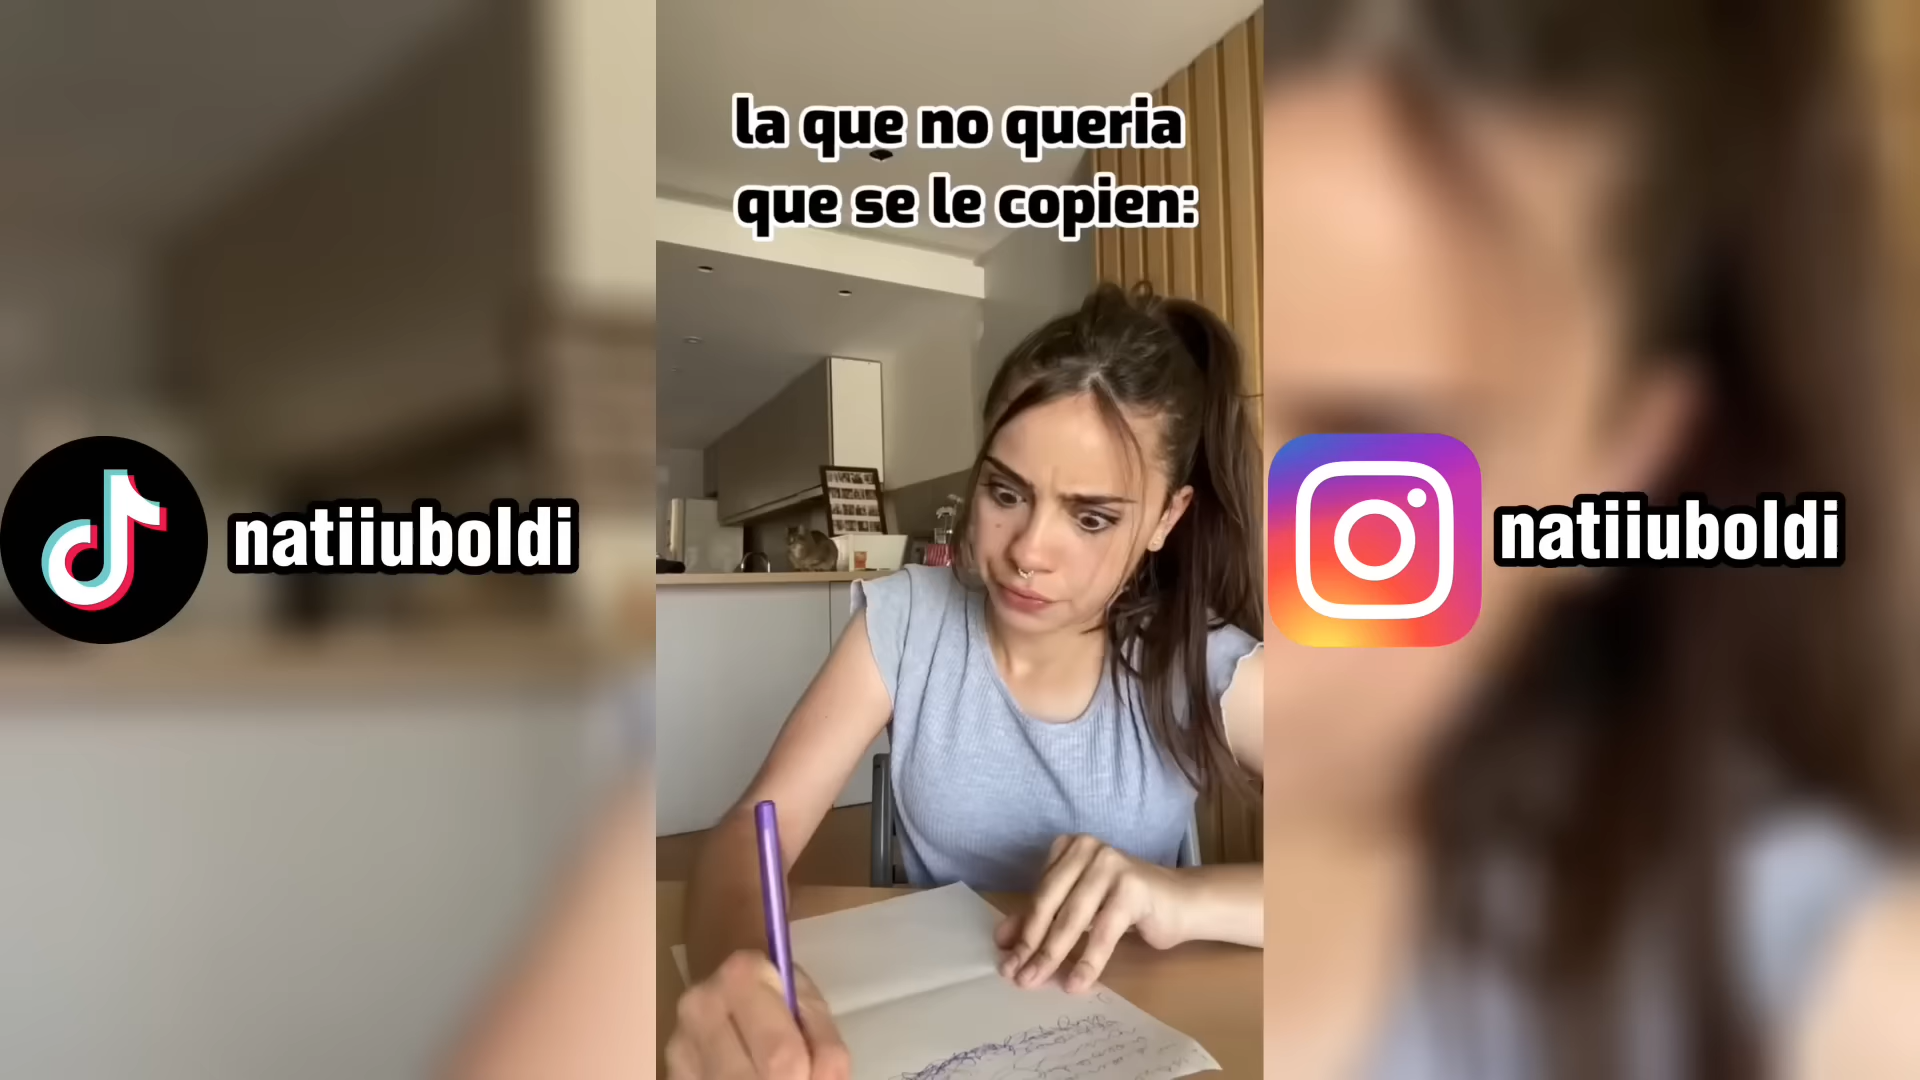 la que no queria
que se le copien:
natiiuboldi
natiiuboldi